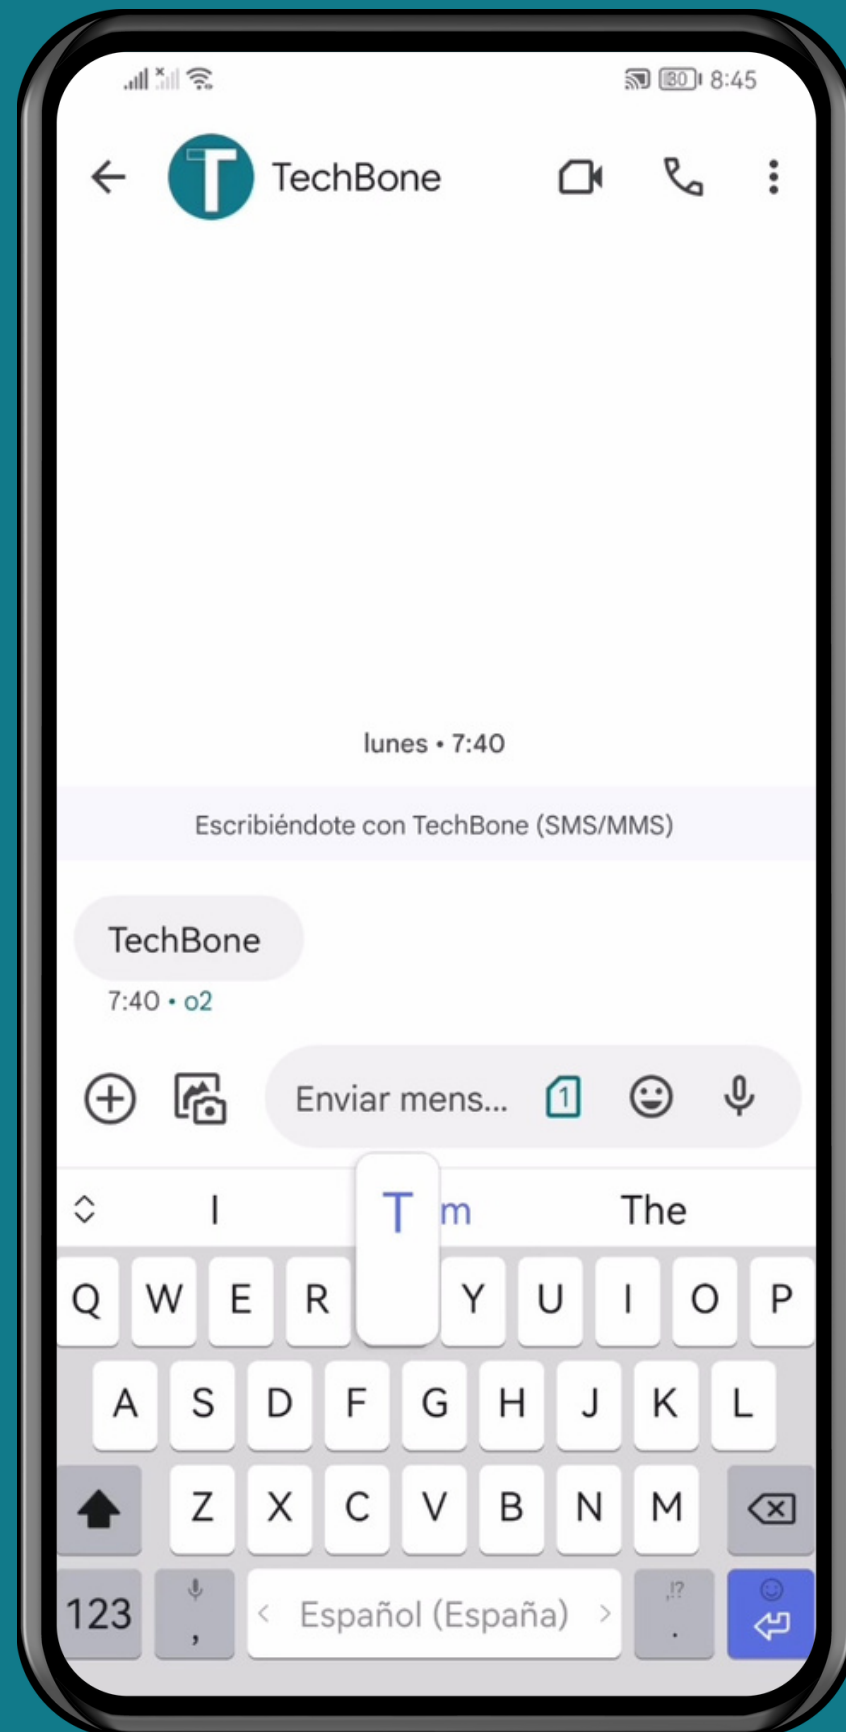 8:45
TechBone
lunes • 7:40
Escribiéndote con TechBone (SMS/MMS)
TechBone
7:40 • o2
Enviar mens... 1
I T m The
Q W E R Y U I O P
A S D F G H J K L
Z X C V B N M
123 , < Español (España) > ,!? .